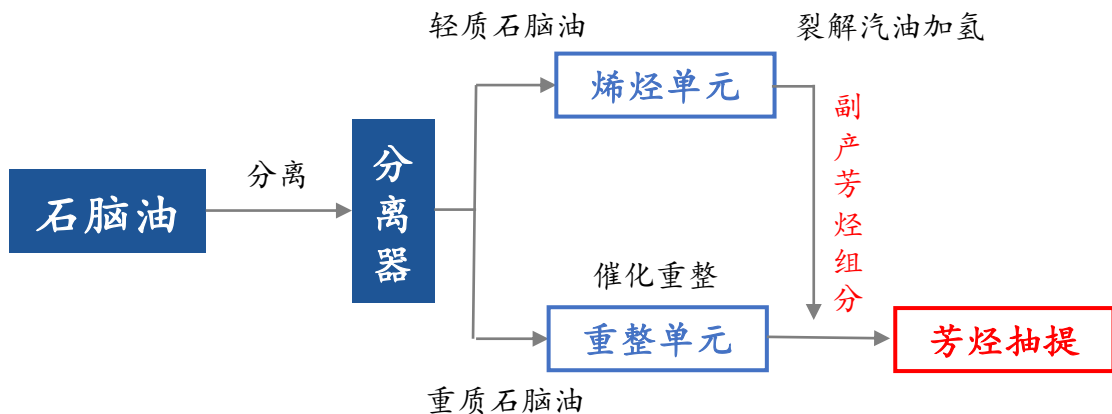 轻质石脑油
裂解汽油加氢
烯烃单元
副产芳烃组分
分离
石脑油
分离器
催化重整
重整单元
芳烃抽提
重质石脑油